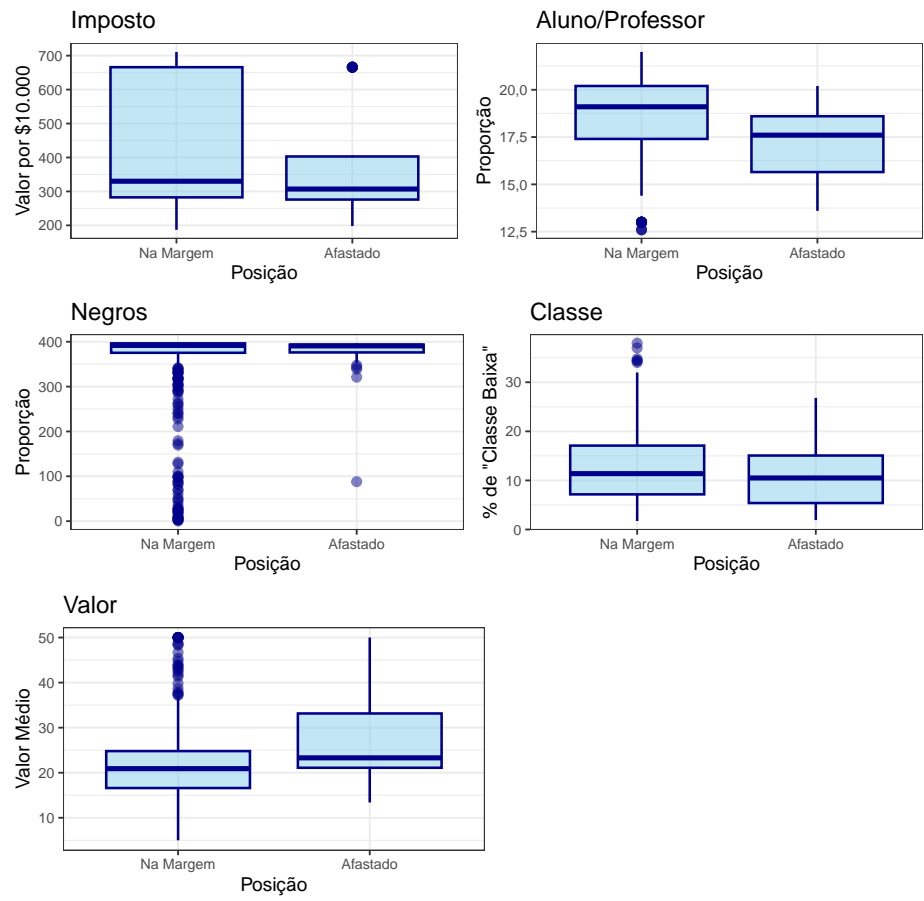 Imposto
Valor por $10.000
700
600
500
400
300
200
Na Margem
Afastado
Posição
Aluno/Professor
Proporção
20,0
17,5
15,0
12,5
Na Margem
Afastado
Posição
Negros
Proporção
400
300
200
100
0
Na Margem
Afastado
Posição
Classe
% de "Classe Baixa"
30
20
10
0
Na Margem
Afastado
Posição
Valor
Valor Médio
50
40
30
20
10
Na Margem
Afastado
Posição